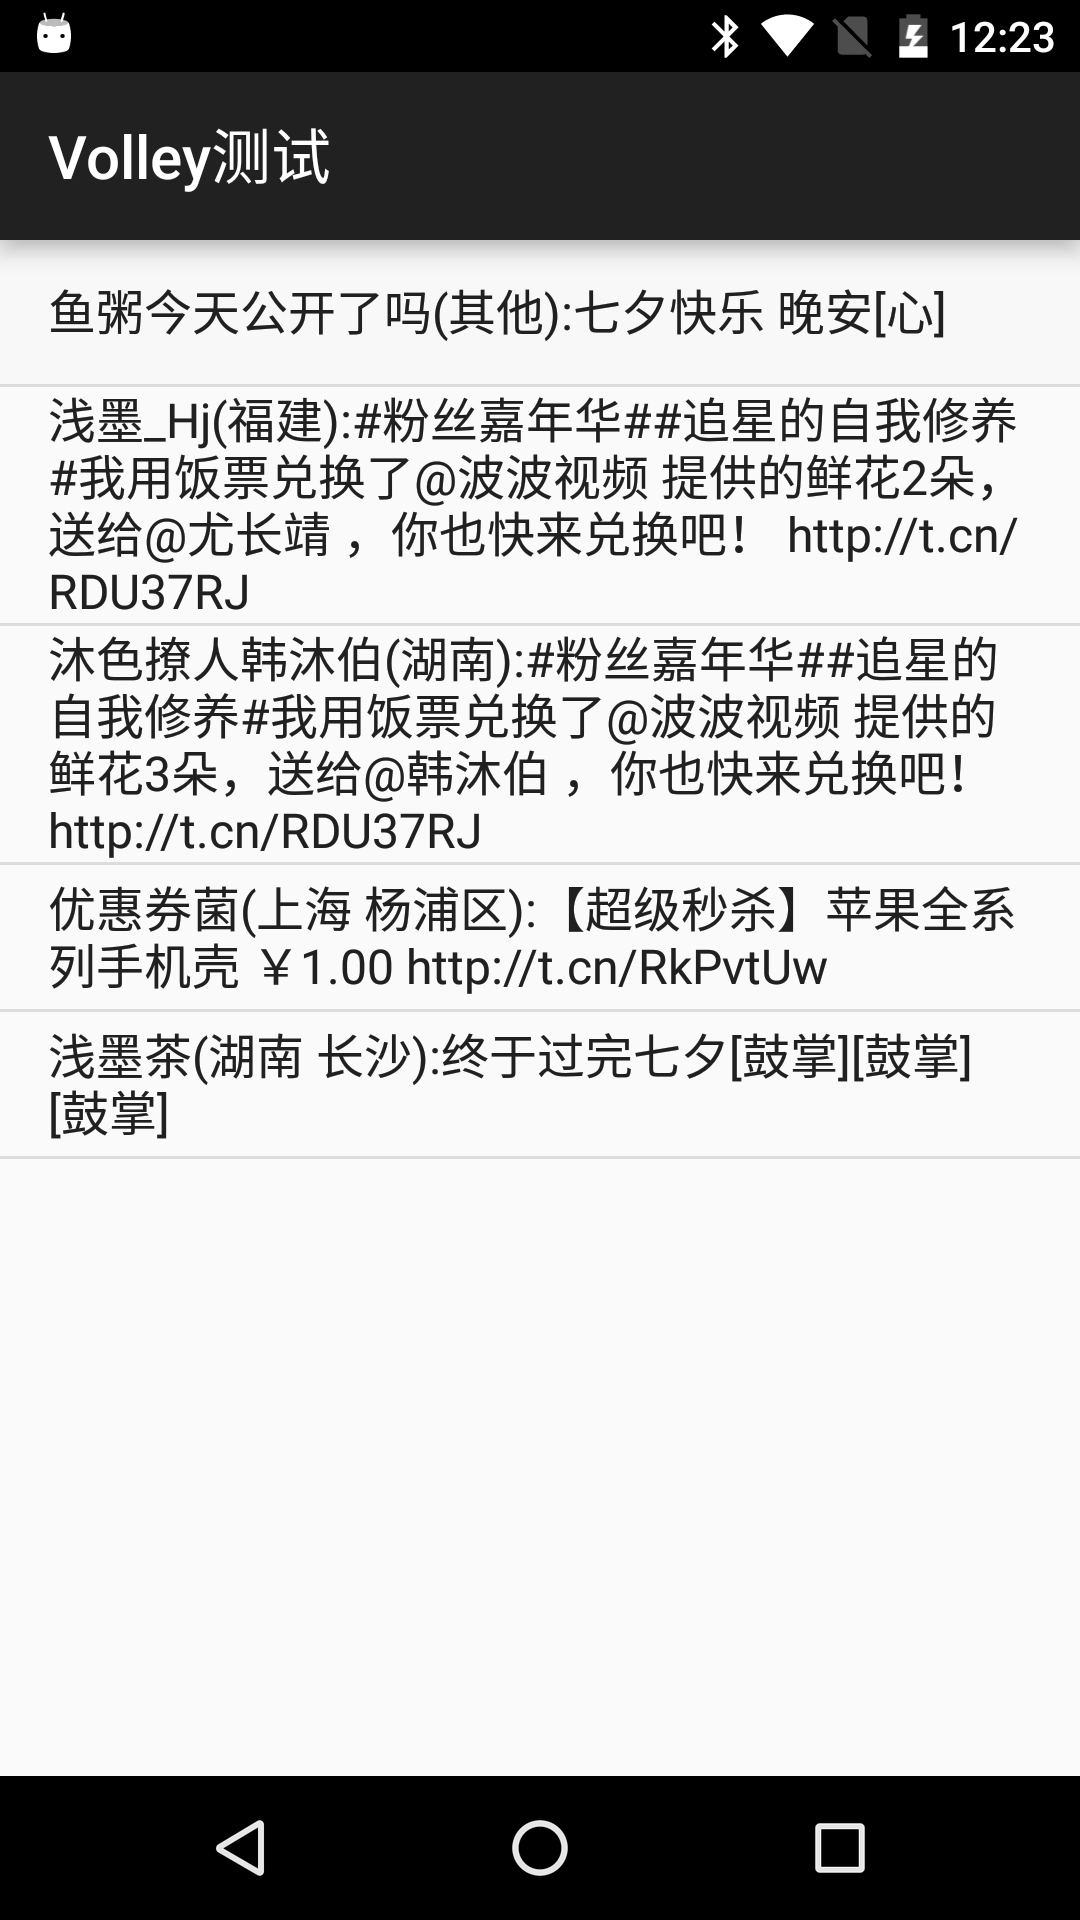 12:23
Volley测试
鱼粥今天公开了吗(其他):七夕快乐 晚安[心]
浅墨_Hj(福建):#粉丝嘉年华##追星的自我修养
#我用饭票兑换了@波波视频 提供的鲜花2朵，
送给@尤长靖 ，你也快来兑换吧！ http://t.cn/
RDU37RJ
沐色撩人韩沐伯(湖南):#粉丝嘉年华##追星的
自我修养#我用饭票兑换了@波波视频 提供的
鲜花3朵，送给@韩沐伯 ，你也快来兑换吧！
http://t.cn/RDU37RJ
优惠券菌(上海 杨浦区):【超级秒杀】苹果全系
列手机壳 ￥1.00 http://t.cn/RkPvtUw
浅墨茶(湖南 长沙):终于过完七夕[鼓掌][鼓掌]
[鼓掌]